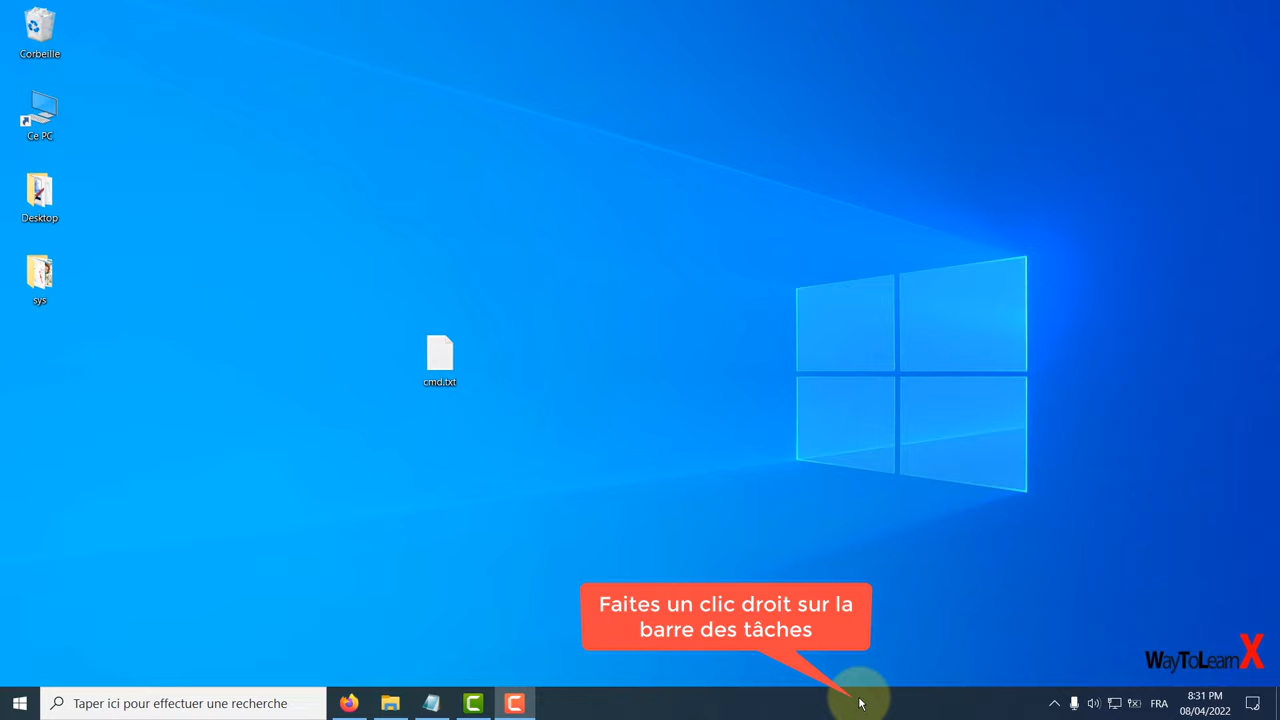 Corbeille
Ce PC
Desktop
sys
cmd.txt
Faites un clic droit sur la
barre des tâches
WayToLearnX
Taper ici pour effectuer une recherche
FRA
8:31 PM
08/04/2022